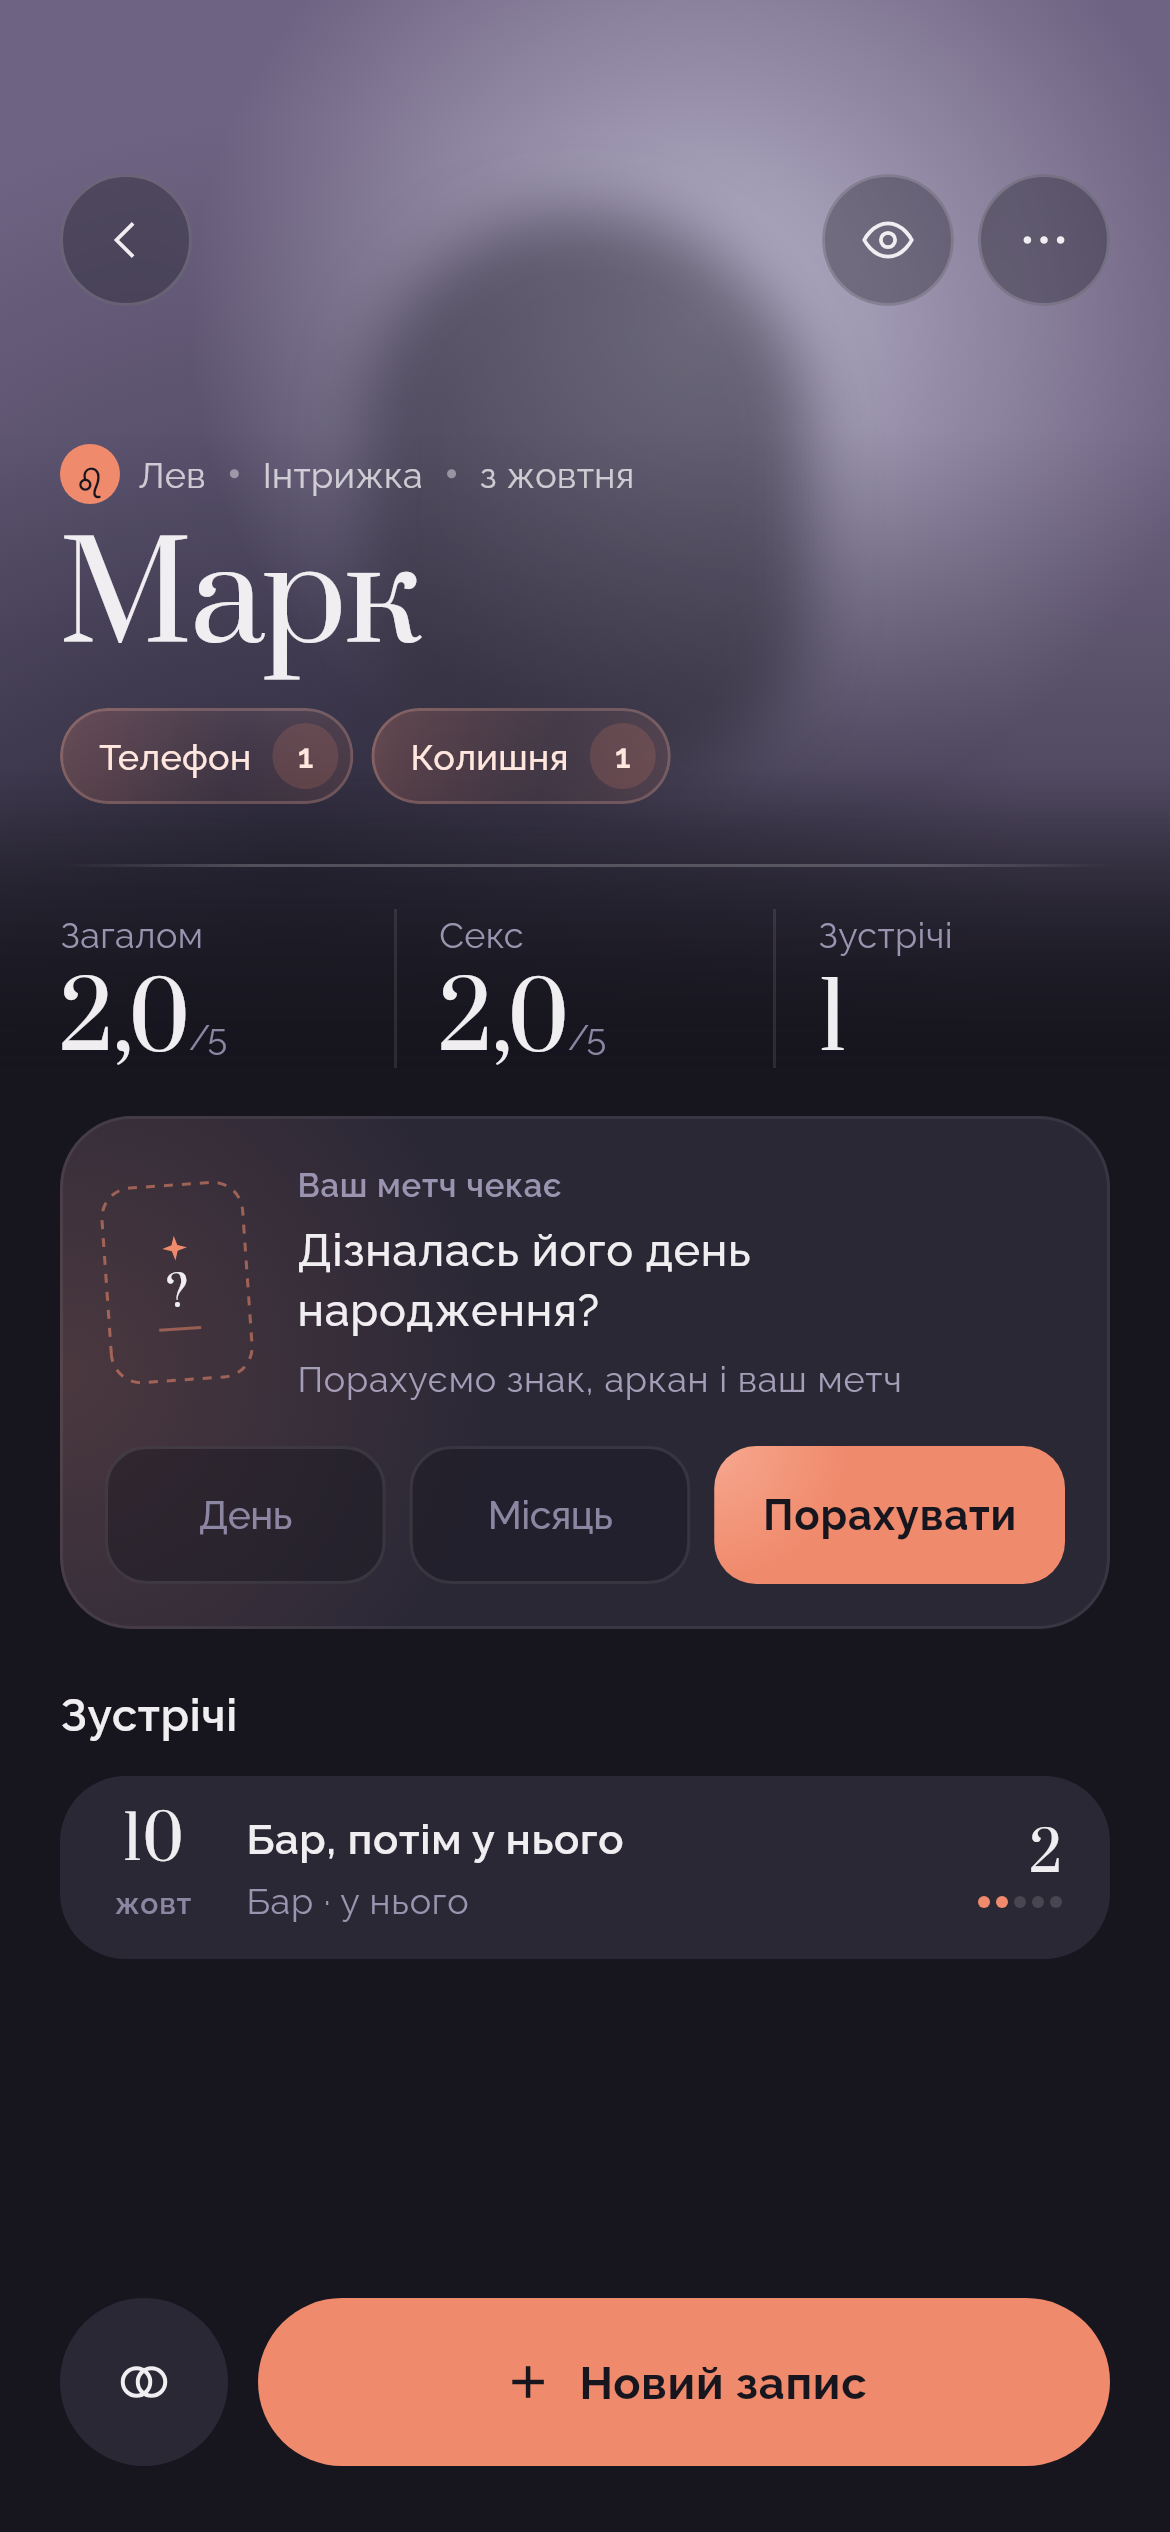 ♌ Лев • Інтрижка • з жовтня
Марк
Телефон 1 Колишня 1
Загалом Секс Зустрічі
2,0/5 2,0/5 1
Ваш метч чекає
Дізналась його день
народження?
?
Порахуємо знак, аркан і ваш метч
День Місяць Порахувати
Зустрічі
10 Бар, потім у нього 2
жовт Бар · у нього
+ Новий запис